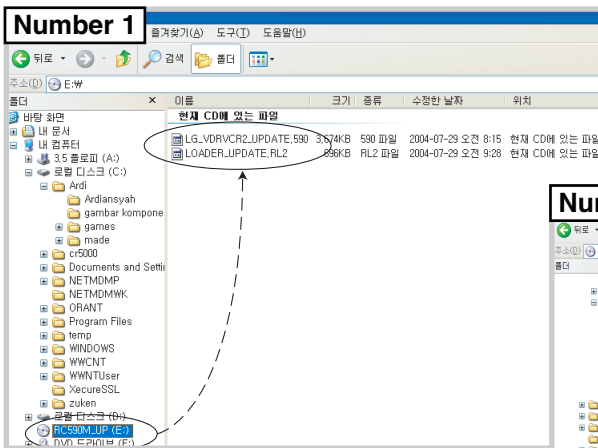 Number 1
즐겨찾기(A) 도구(T) 도움말(H)
뒤로 검색 폴더
주소(D) E:\
폴더 × 이름 크기 종류 수정한 날짜 위치
현재 CD에 있는 파일
LG_VDRVCR2_UPDATE.590 3,674KB 590 파일 2004-07-29 오전 8:15 현재 CD에 있는 파일
LOADER_UPDATE.RL2 896KB RL2 파일 2004-07-29 오전 9:28 현재 CD에 있는 파일
바탕 화면
내 문서
내 컴퓨터
3.5 플로피 (A:)
로컬 디스크 (C:)
Ardi
Ardiansyah
gambar kompone
games
made
cr5000
Documents and Setti
NETMDMP
NETMDMWK
ORANT
Program Files
temp
WINDOWS
WWCNT
WWNTUser
XecureSSL
zuken
로컬 디스크 (D:)
RC590M_UP (E:)
DVD 드라이브 (F:)
Nu
뒤로
주소(D)
폴더